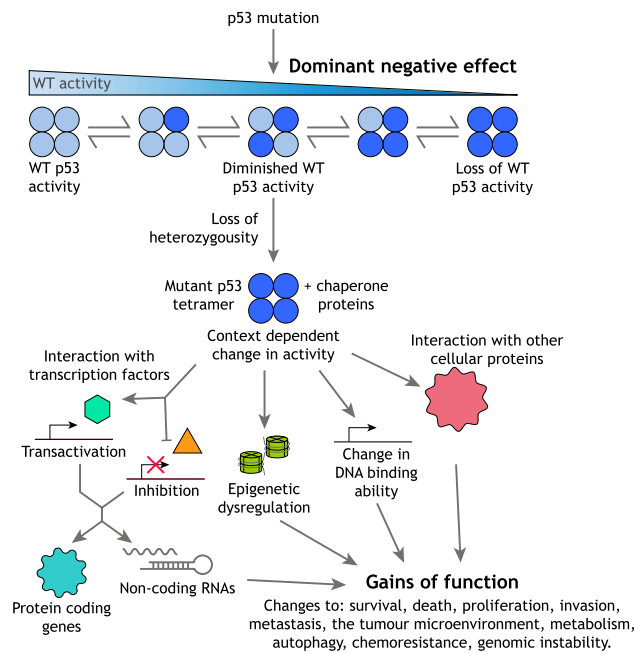 p53 mutation
Dominant negative effect
WT activity
WT p53
activity
Diminished WT
p53 activity
Loss of WT
p53 activity
Loss of
heterozygousity
Mutant p53
tetramer
+ chaperone
proteins
Context dependent
change in activity
Interaction with other
cellular proteins
Interaction with
transcription factors
Transactivation
Inhibition
Epigenetic
dysregulation
Change in
DNA binding
ability
Protein coding
genes
Non-coding RNAs
Gains of function
Changes to: survival, death, proliferation, invasion,
metastasis, the tumour microenvironment, metabolism,
autophagy, chemoresistance, genomic instability.